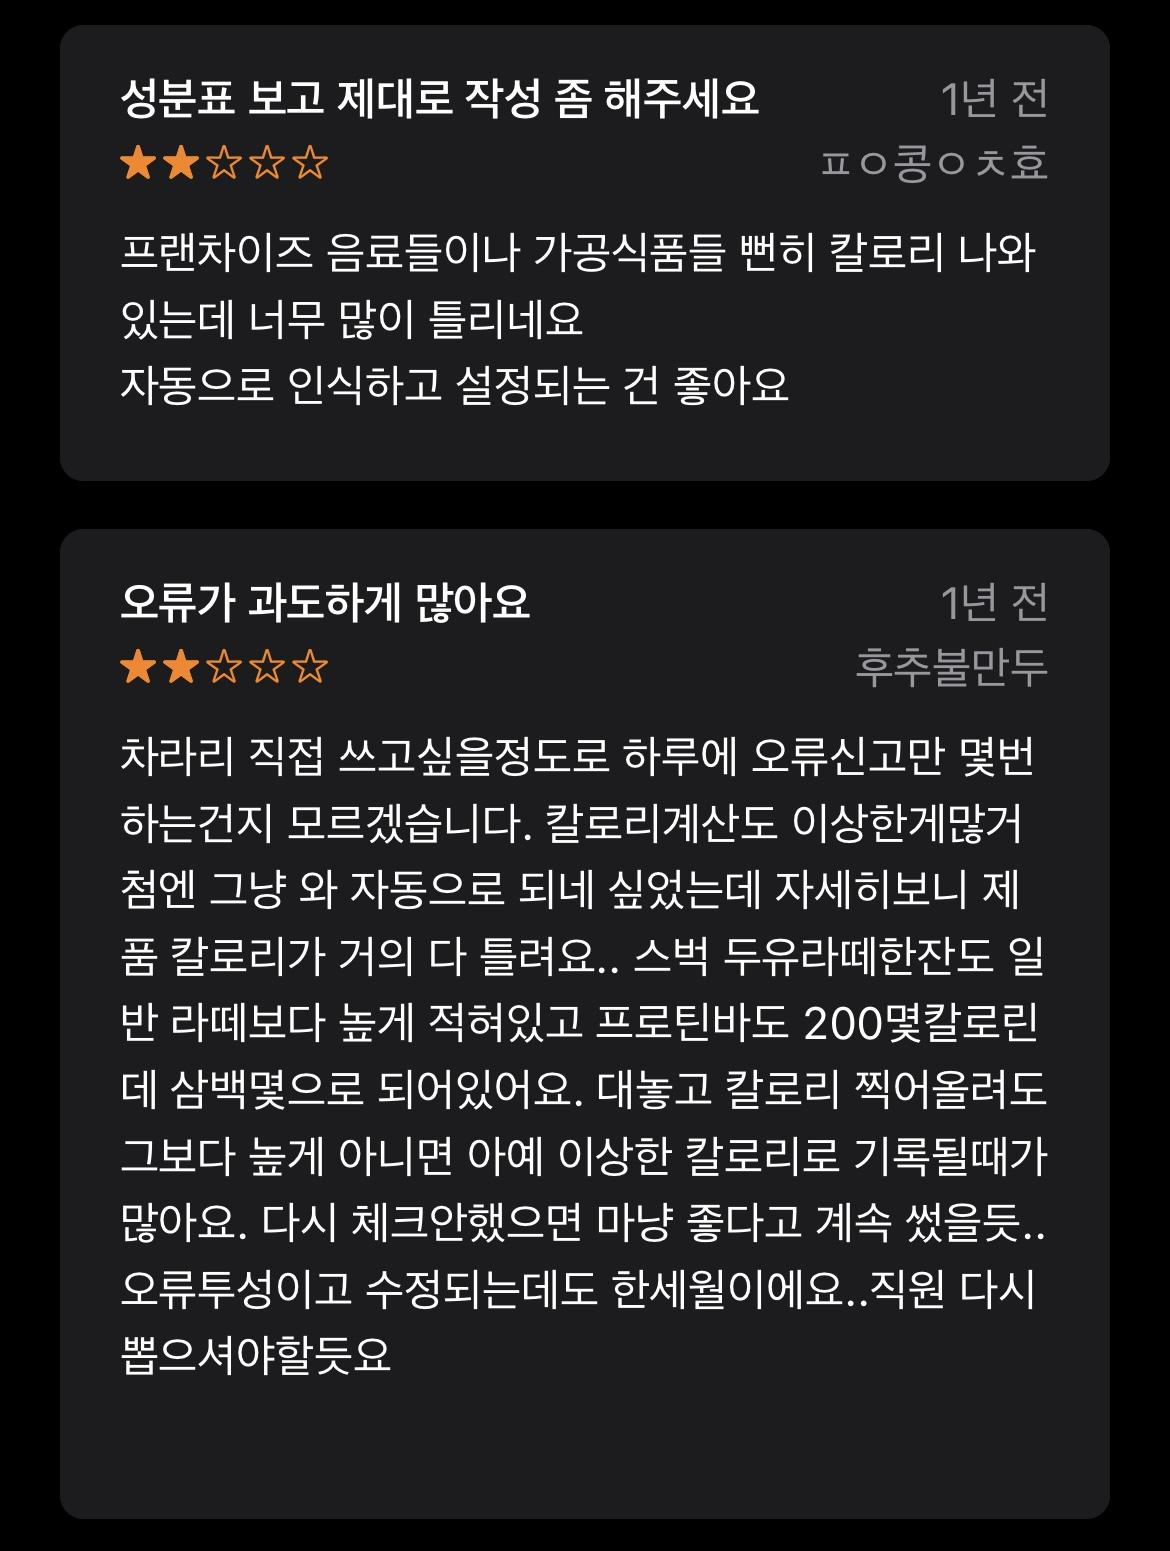 성분표 보고 제대로 작성 좀 해주세요
1년 전
ㅍㅇ콩ㅇㅊ효
프랜차이즈 음료들이나 가공식품들 뻔히 칼로리 나와
있는데 너무 많이 틀리네요
자동으로 인식하고 설정되는 건 좋아요
오류가 과도하게 많아요
1년 전
후추불만두
차라리 직접 쓰고싶을정도로 하루에 오류신고만 몇번
하는건지 모르겠습니다. 칼로리계산도 이상한게많거
첨엔 그냥 와 자동으로 되네 싶었는데 자세히보니 제
품 칼로리가 거의 다 틀려요.. 스벅 두유라떼한잔도 일
반 라떼보다 높게 적혀있고 프로틴바도 200몇칼로린
데 삼백몇으로 되어있어요. 대놓고 칼로리 찍어올려도
그보다 높게 아니면 아예 이상한 칼로리로 기록될때가
많아요. 다시 체크안했으면 마냥 좋다고 계속 썼을듯..
오류투성이고 수정되는데도 한세월이에요..직원 다시
뽑으셔야할듯요